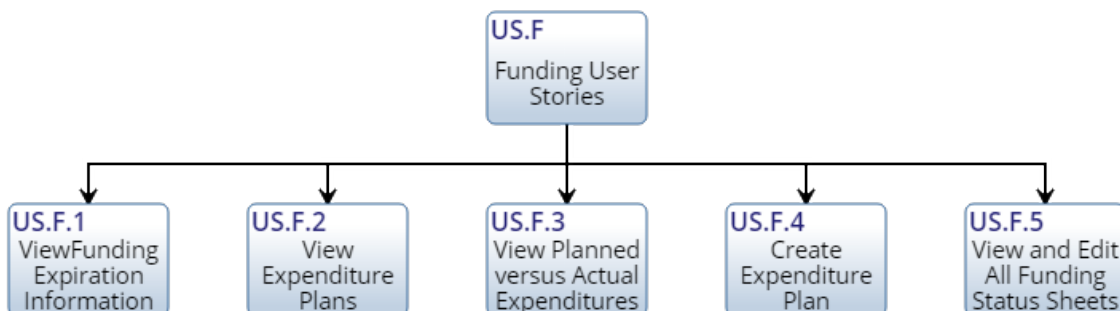 US.F
Funding User
Stories
US.F.1
ViewFunding
Expiration
Information
US.F.2
View
Expenditure
Plans
US.F.3
View Planned
versus Actual
Expenditures
US.F.4
Create
Expenditure
Plan
US.F.5
View and Edit
All Funding
Status Sheets